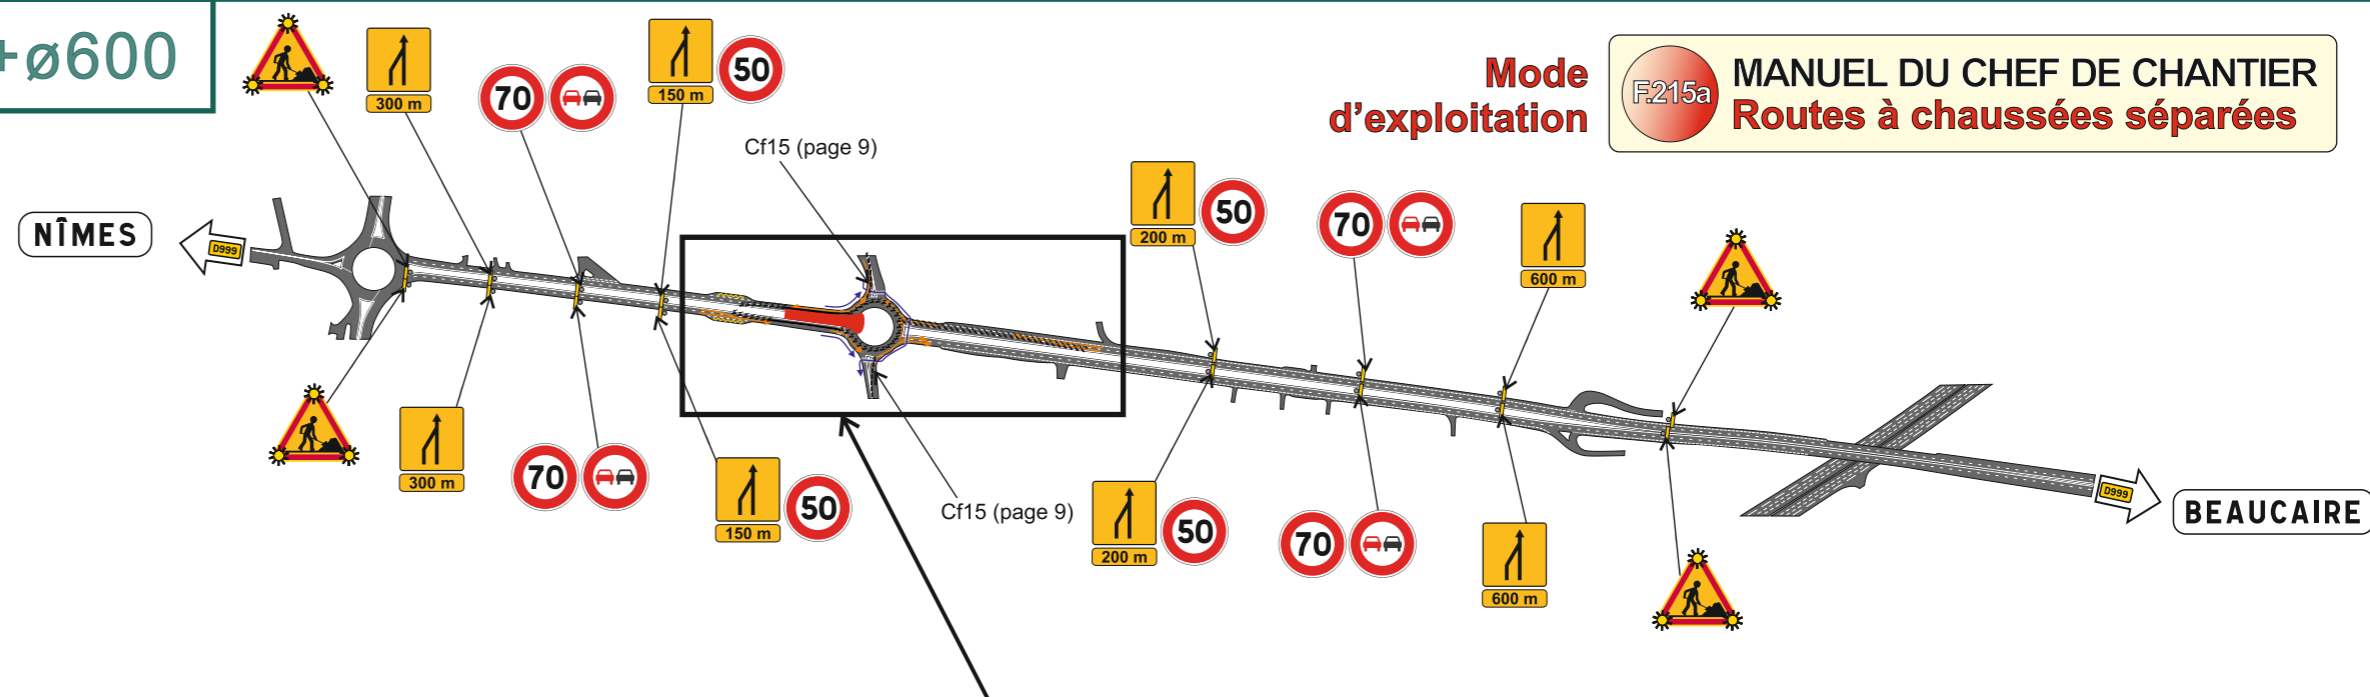 +ø600
300 m
70
150 m
50
Mode
d'exploitation
F.215a
MANUEL DU CHEF DE CHANTIER
Routes à chaussées séparées
Cf15 (page 9)
NÎMES
D999
200 m
50
70
600 m
300 m
70
150 m
50
Cf15 (page 9)
200 m
50
70
600 m
D999
BEAUCAIRE